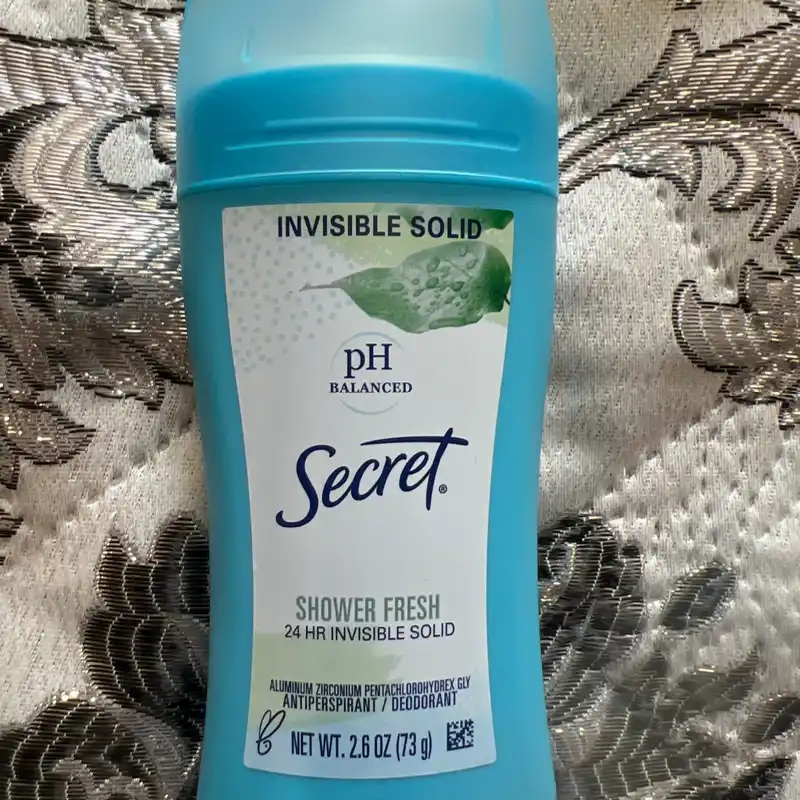 INVISIBLE SOLID
pH
BALANCED
Secret®
SHOWER FRESH
24 HR INVISIBLE SOLID
ALUMINUM ZIRCONIUM PENTACHLOROHYDREX GLY
ANTIPERSPIRANT / DEODORANT
NET WT. 2.6 OZ (73 g)